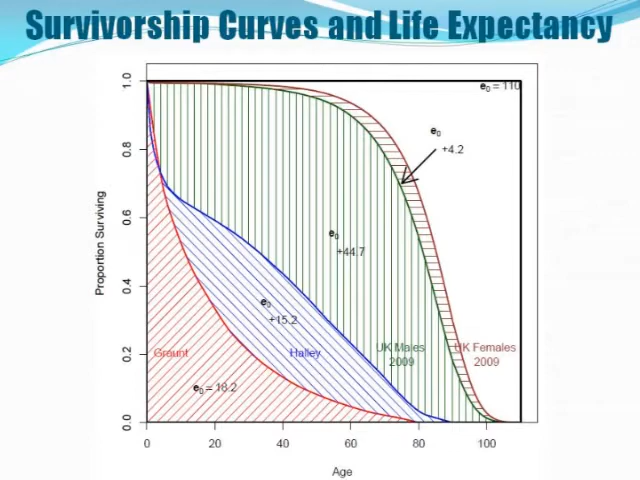 Survivorship Curves and Life Expectancy
e₀ = 110
e₀
+4.2
e₀
+44.7
e₀
+15.2
Graunt
Halley
UK Males
2009
UK Females
2009
e₀ = 18.2
Proportion Surviving
1.0
0.8
0.6
0.4
0.2
0.0
0 20 40 60 80 100
Age